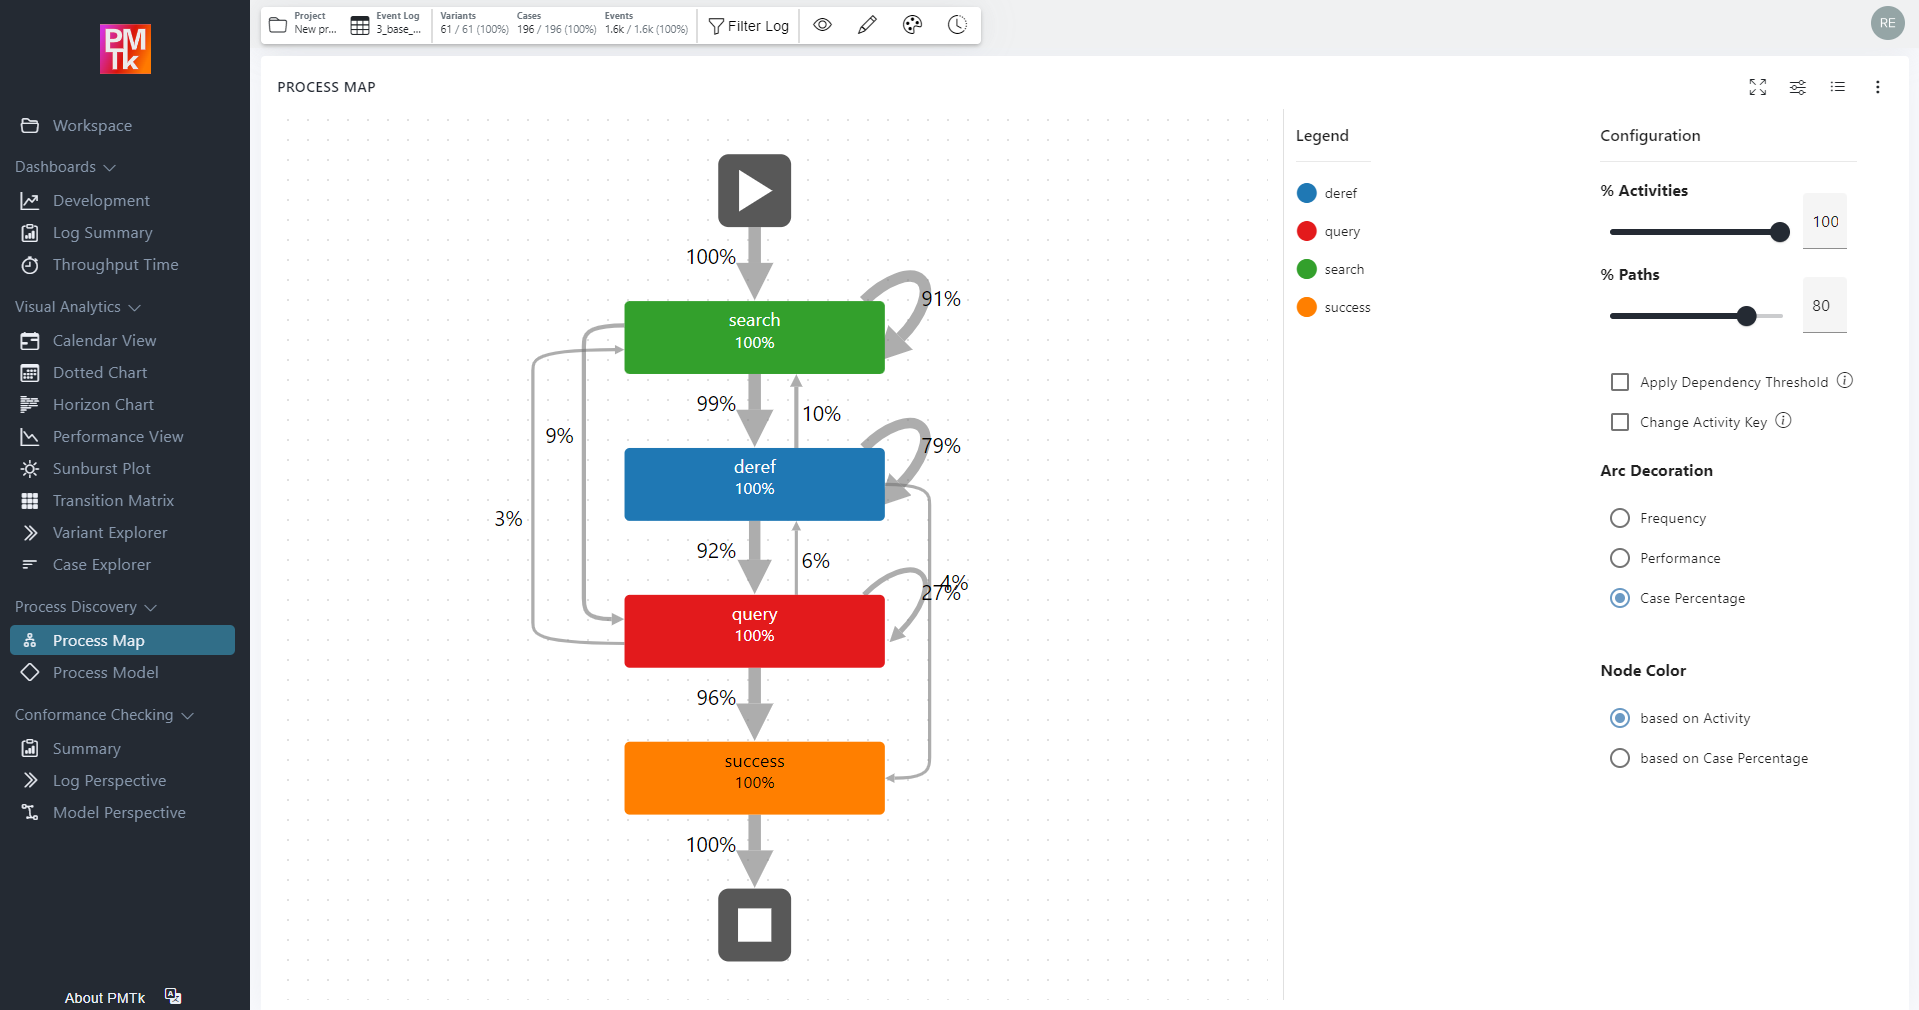 PM
Tk
Workspace
Dashboards
Development
Log Summary
Throughput Time
Visual Analytics
Calendar View
Dotted Chart
Horizon Chart
Performance View
Sunburst Plot
Transition Matrix
Variant Explorer
Case Explorer
Process Discovery
Process Map
Process Model
Conformance Checking
Summary
Log Perspective
Model Perspective
About PMTk
Project
New pr...
Event Log
3_base_...
Variants
61 / 61 (100%)
Cases
196 / 196 (100%)
Events
1.6k / 1.6k (100%)
Filter Log
RE
PROCESS MAP
100%
91%
search
100%
99%
10%
9%
79%
deref
100%
3%
92%
6%
4%
27%
query
100%
96%
success
100%
100%
Legend
deref
query
search
success
Configuration
% Activities
100
% Paths
80
Apply Dependency Threshold
Change Activity Key
Arc Decoration
Frequency
Performance
Case Percentage
Node Color
based on Activity
based on Case Percentage